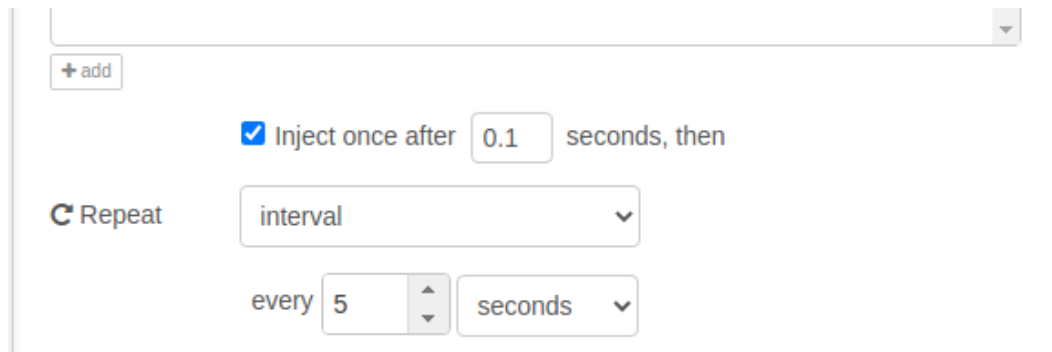 + add
Inject once after 0.1 seconds, then
Repeat interval
every 5 seconds